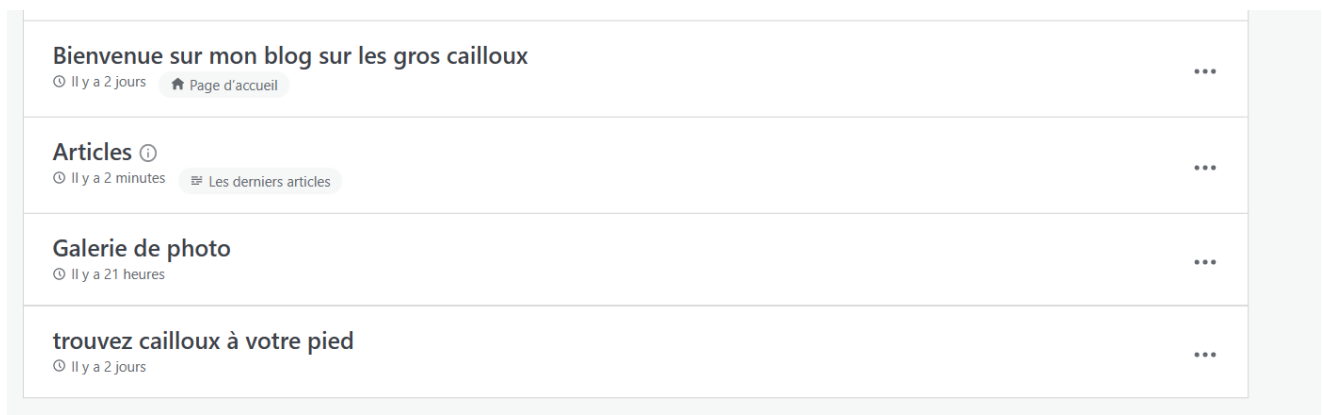 Bienvenue sur mon blog sur les gros cailloux
Il y a 2 jours Page d'accueil
Articles
Il y a 2 minutes Les derniers articles
Galerie de photo
Il y a 21 heures
trouvez cailloux à votre pied
Il y a 2 jours